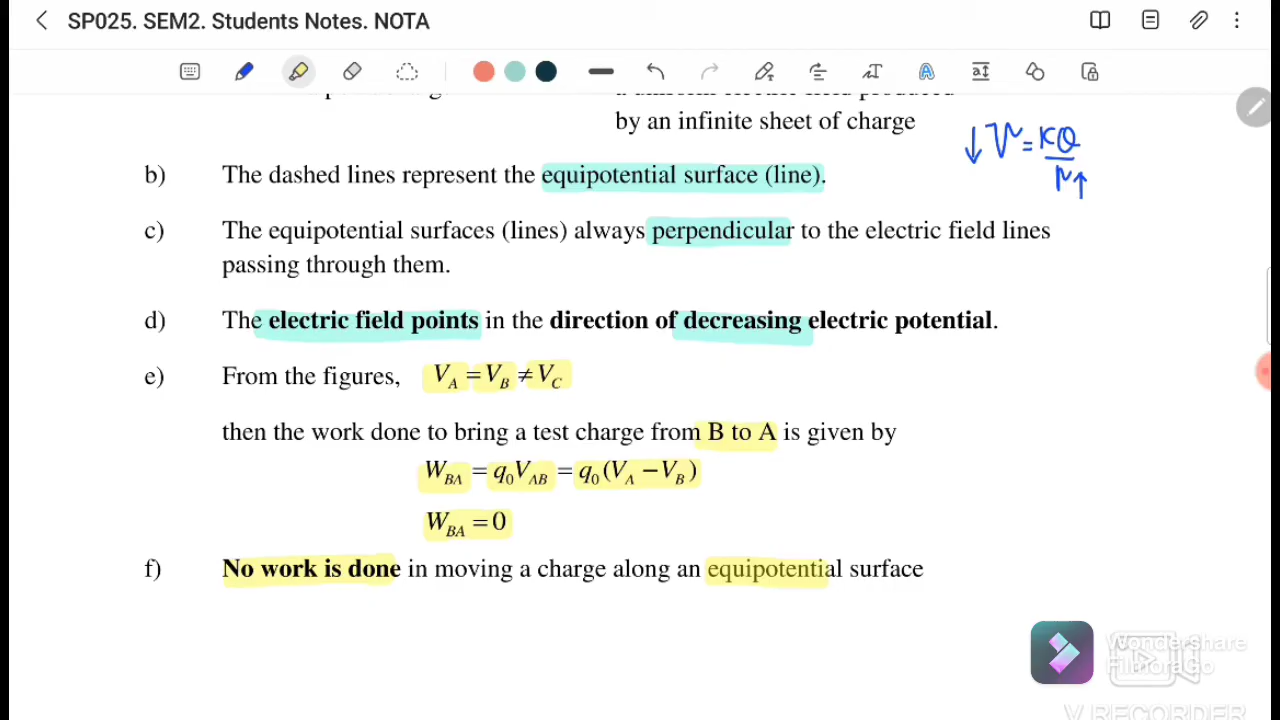 SP025. SEM2. Students Notes. NOTA
by an infinite sheet of charge
↓V = KQ
r↑
b) The dashed lines represent the equipotential surface (line).
c) The equipotential surfaces (lines) always perpendicular to the electric field lines
passing through them.
d) The electric field points in the direction of decreasing electric potential.
e) From the figures, V_A = V_B ≠ V_C
then the work done to bring a test charge from B to A is given by
W_BA = q_0 V_AB = q_0 (V_A − V_B)
W_BA = 0
f) No work is done in moving a charge along an equipotential surface
Wondershare
FilmoraGo
V RECORDER